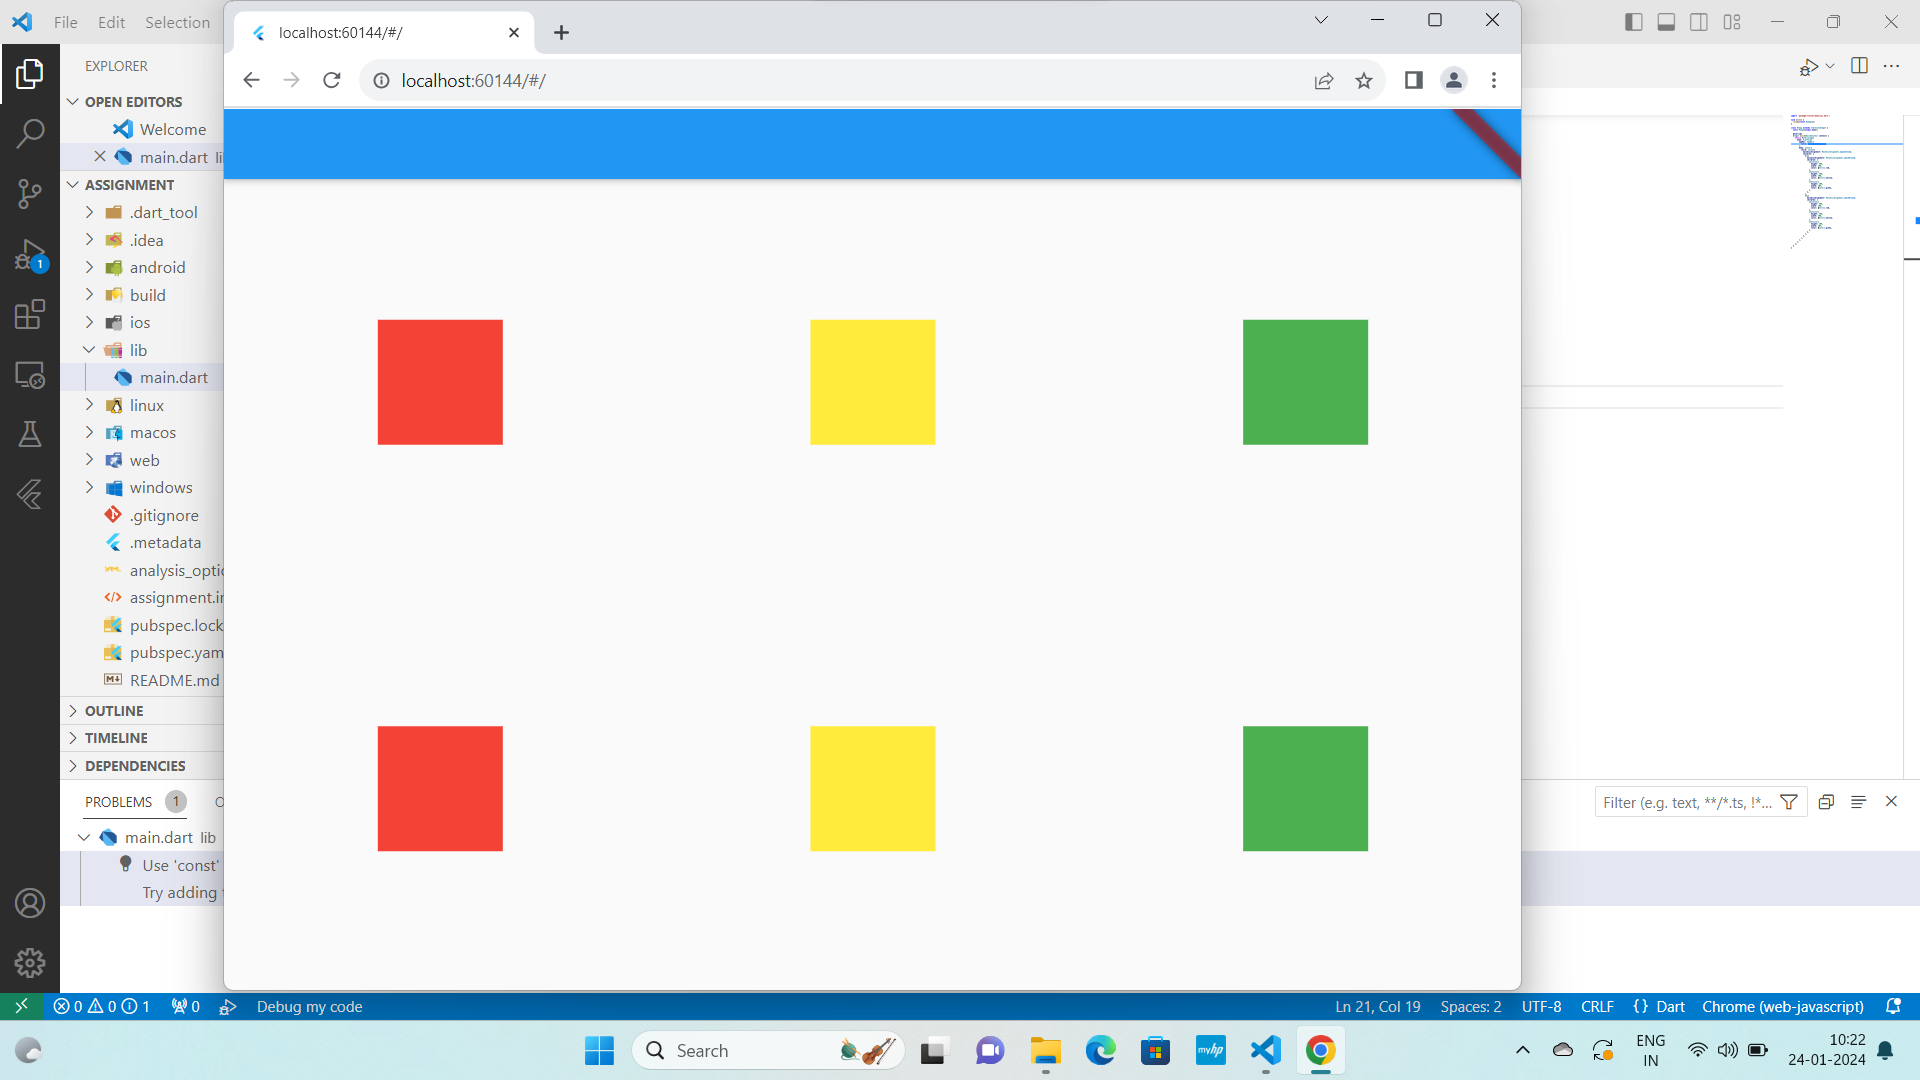 File Edit Selection
localhost:60144/#/
localhost:60144/#/
EXPLORER
OPEN EDITORS
Welcome
main.dart li
ASSIGNMENT
.dart_tool
.idea
android
build
ios
lib
main.dart
linux
macos
web
windows
.gitignore
.metadata
analysis_optio
assignment.in
pubspec.lock
pubspec.yam
README.md
OUTLINE
TIMELINE
DEPENDENCIES
PROBLEMS 1 O
Filter (e.g. text, **/*.ts, !*...
main.dart lib
Use 'const'
Try adding
1
0 0 1 0 Debug my code
Ln 21, Col 19 Spaces: 2 UTF-8 CRLF {} Dart Chrome (web-javascript)
Search
myhp
ENG
IN
10:22
24-01-2024